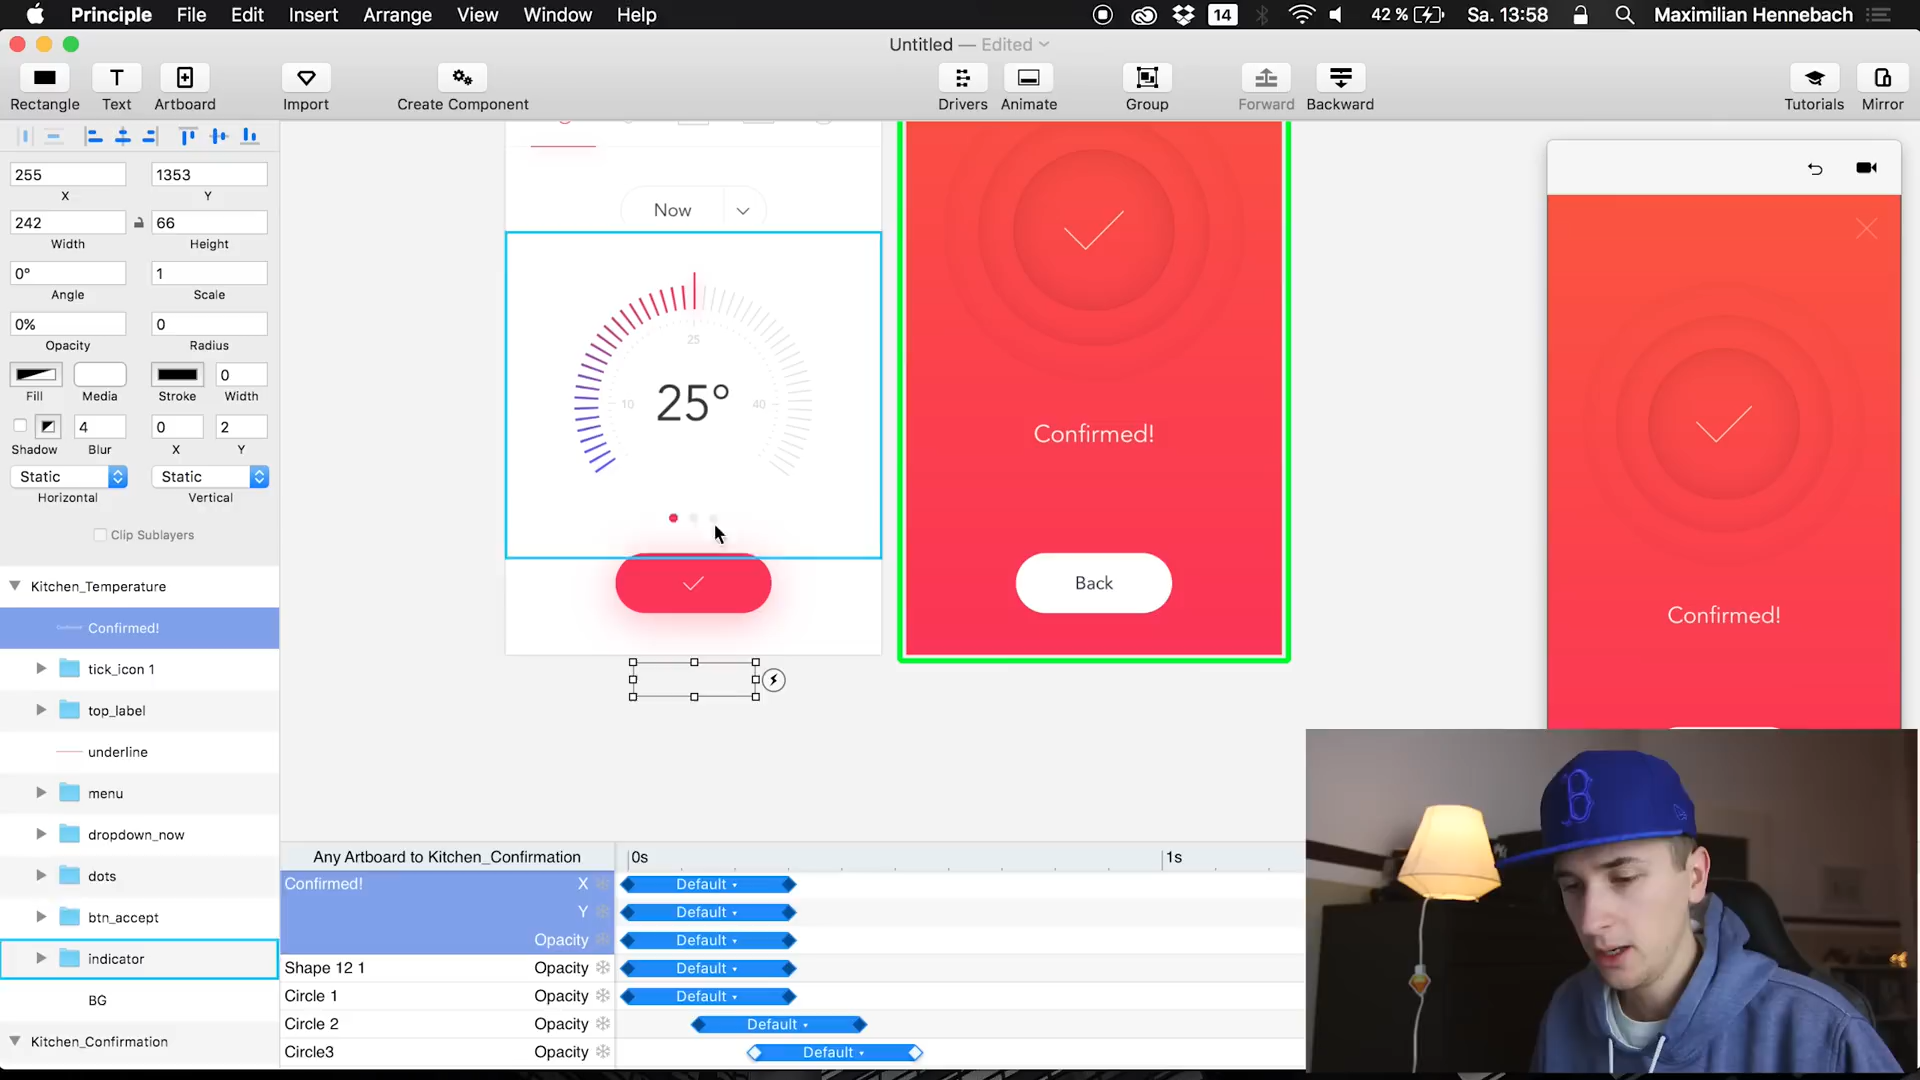 Principle File Edit Insert Arrange View Window Help 14 42 % Sa. 13:58 Maximilian Hennebach
Untitled — Edited
Rectangle Text Artboard Import Create Component Drivers Animate Group Forward Backward Tutorials Mirror
255 1353
X Y
242 66
Width Height
0° 1
Angle Scale
0% 0
Opacity Radius
0
Fill Media Stroke Width
4 0 2
Shadow Blur X Y
Static Static
Horizontal Vertical
Clip Sublayers
Kitchen_Temperature
Confirmed!
tick_icon 1
top_label
underline
menu
dropdown_now
dots
btn_accept
indicator
BG
Kitchen_Confirmation
Now
25
10 25° 40
Confirmed!
Back
Confirmed!
Any Artboard to Kitchen_Confirmation 0s 1s
Confirmed! X Default
Y Default
Opacity Default
Shape 12 1 Opacity Default
Circle 1 Opacity Default
Circle 2 Opacity Default
Circle3 Opacity Default
B